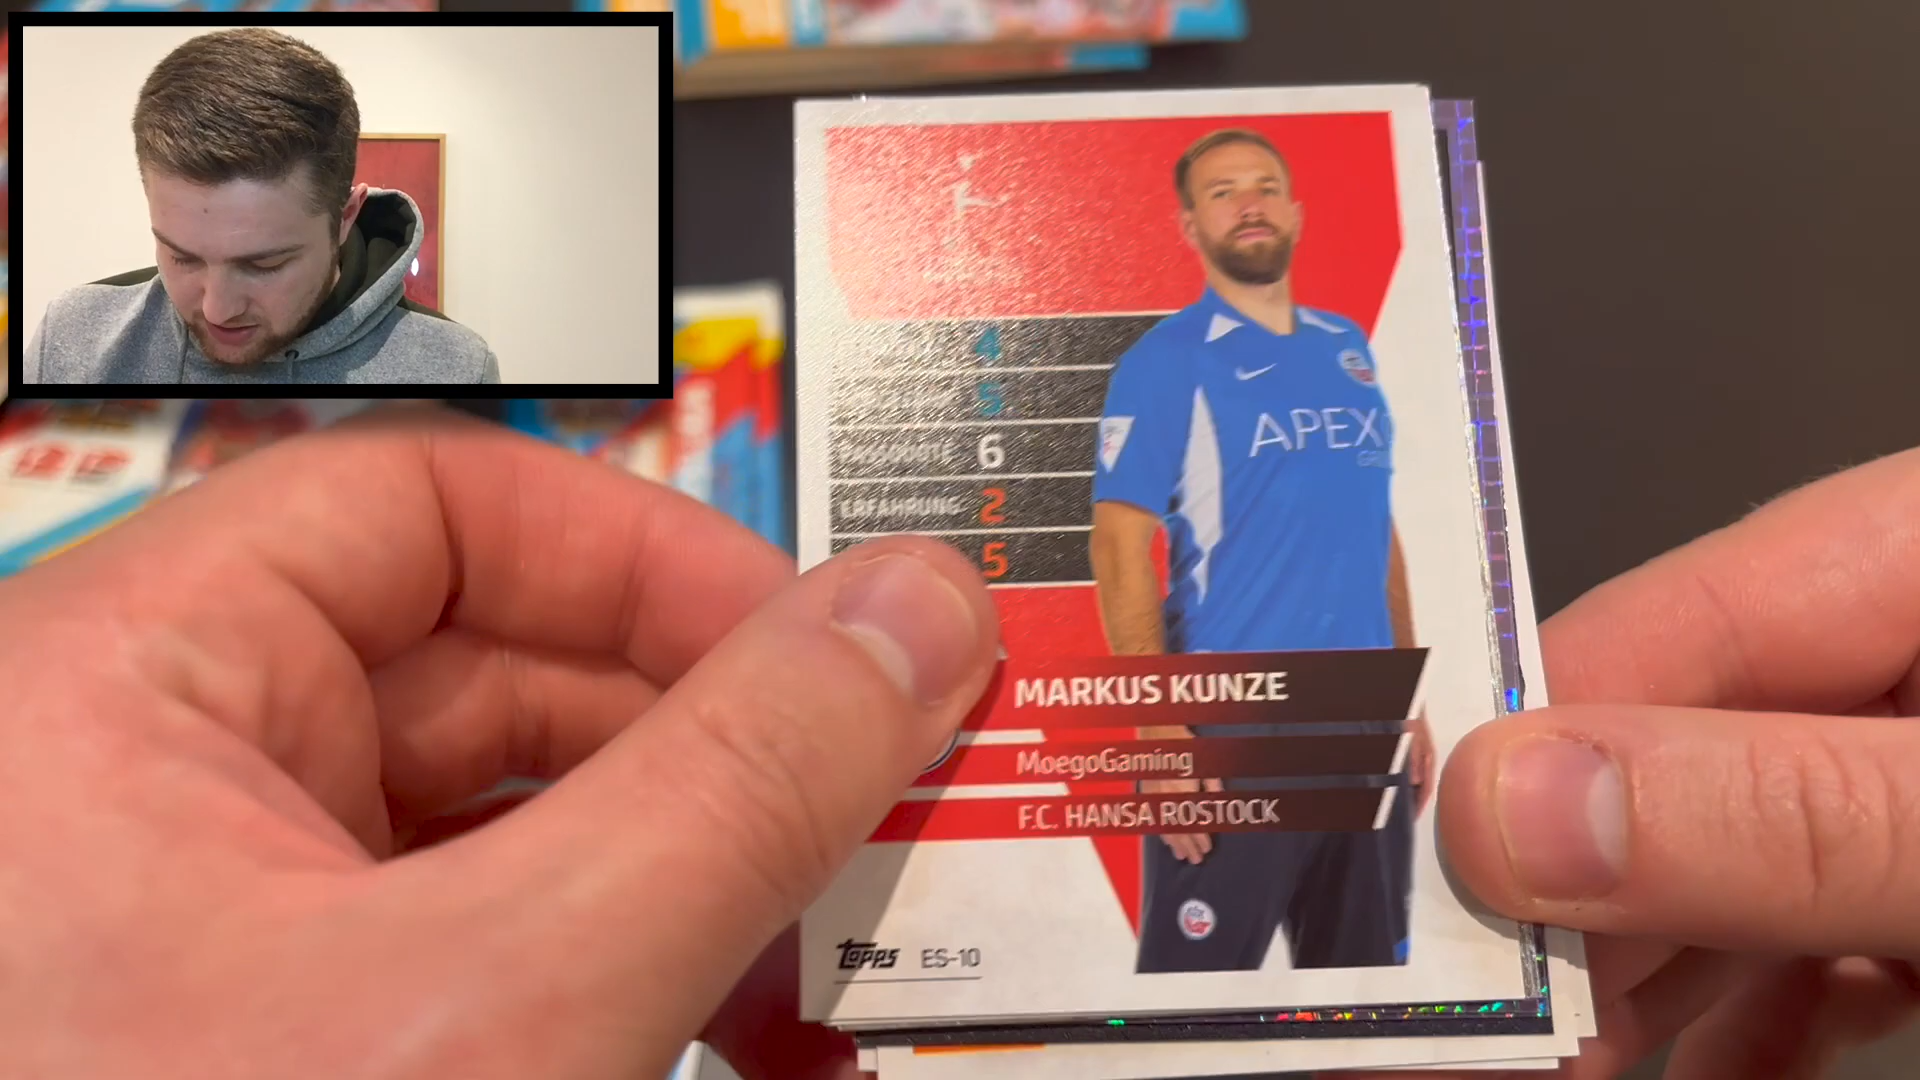 4
5
PASSQUOTE 6
ERFAHRUNG 2
5
APEX
MARKUS KUNZE
MoegoGaming
F.C. HANSA ROSTOCK
Topps ES-10